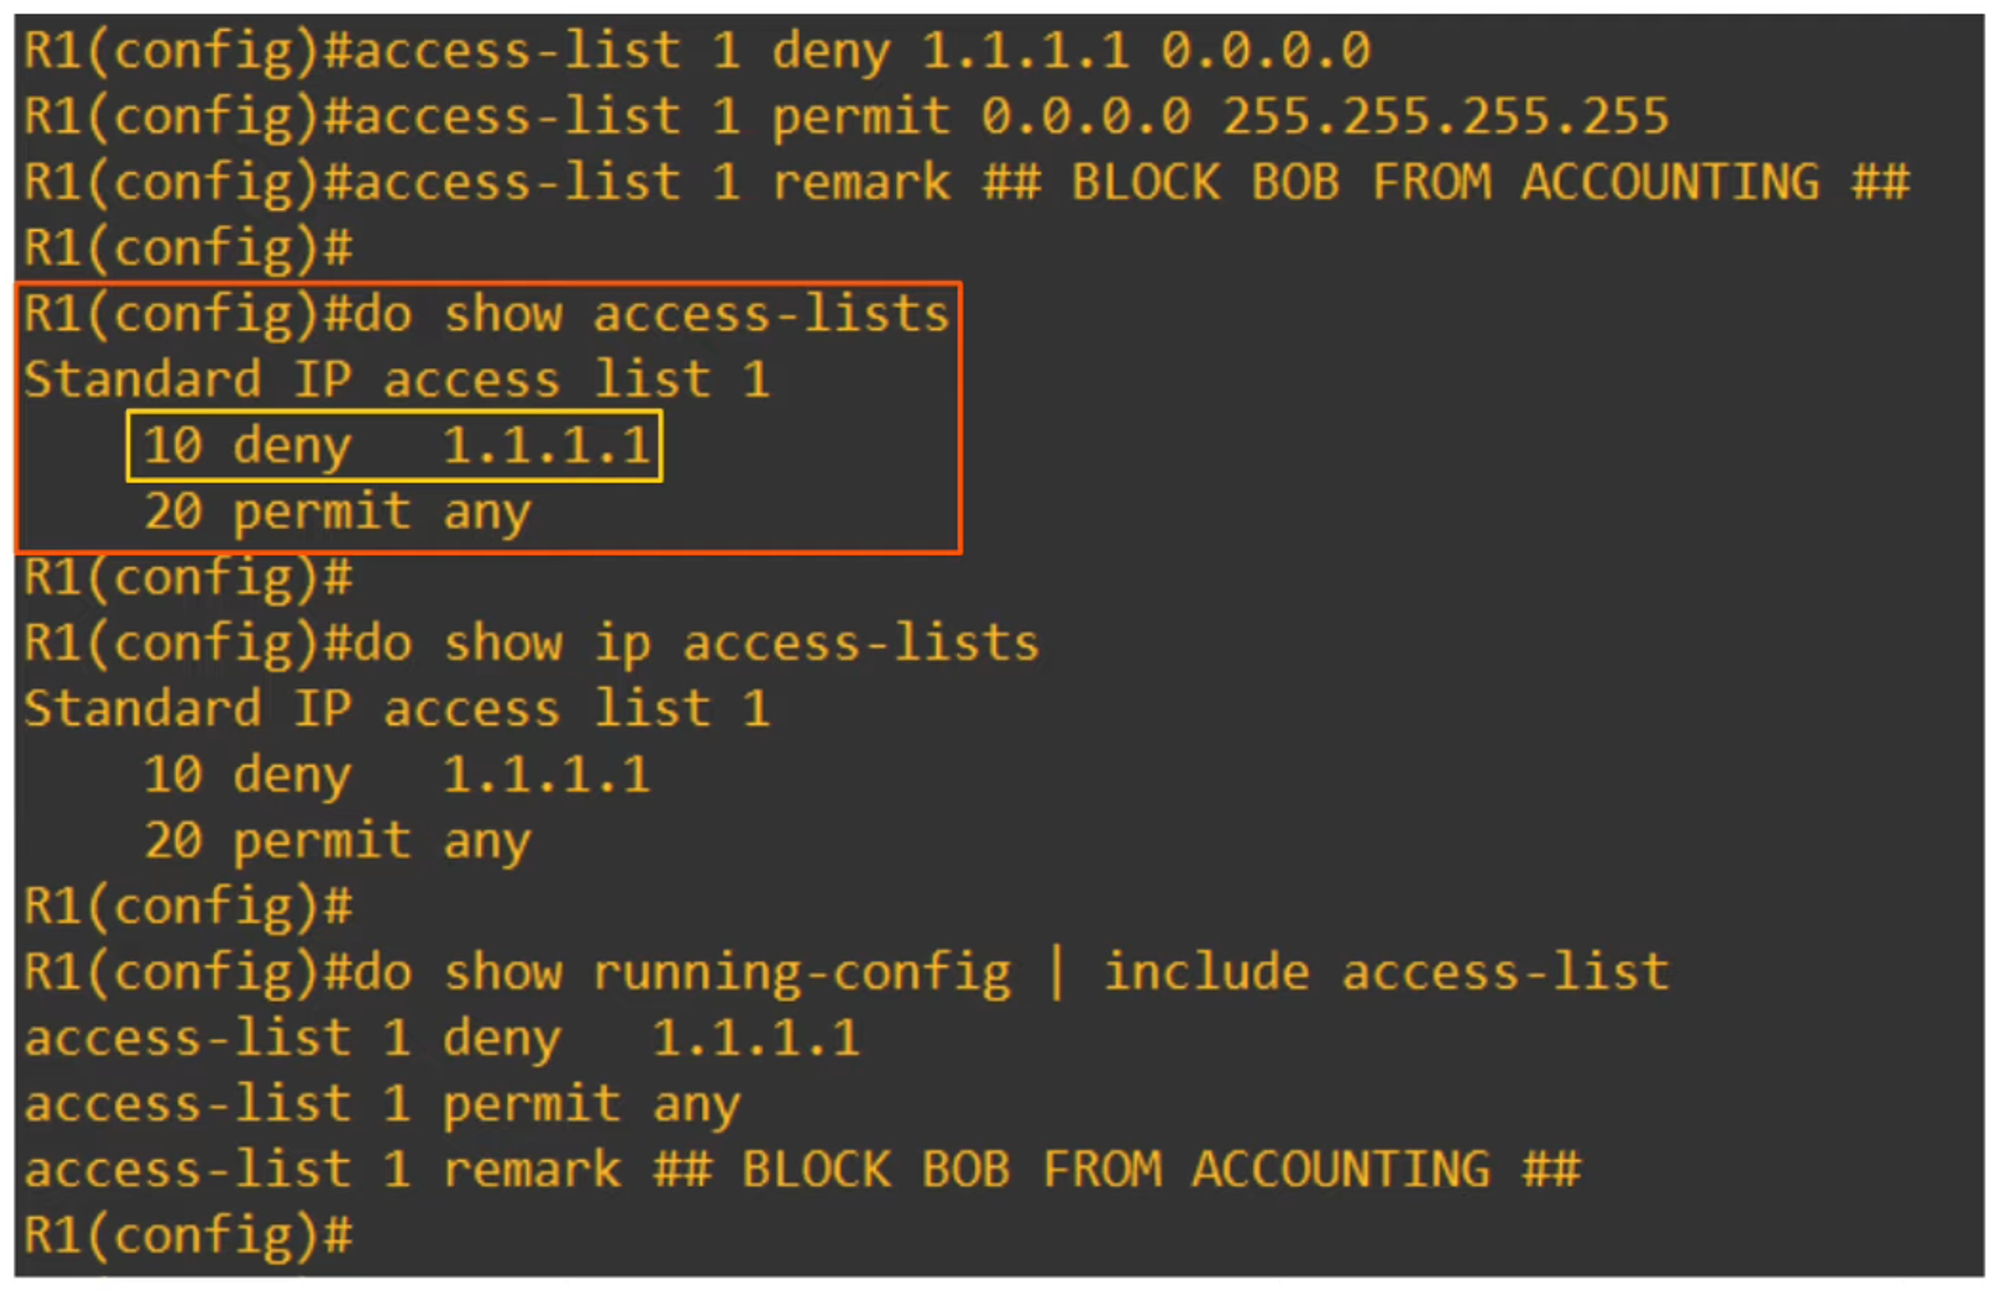 R1(config)#access-list 1 deny 1.1.1.1 0.0.0.0
R1(config)#access-list 1 permit 0.0.0.0 255.255.255.255
R1(config)#access-list 1 remark ## BLOCK BOB FROM ACCOUNTING ##
R1(config)#
R1(config)#do show access-lists
Standard IP access list 1
    10 deny   1.1.1.1
    20 permit any
R1(config)#
R1(config)#do show ip access-lists
Standard IP access list 1
    10 deny   1.1.1.1
    20 permit any
R1(config)#
R1(config)#do show running-config | include access-list
access-list 1 deny   1.1.1.1
access-list 1 permit any
access-list 1 remark ## BLOCK BOB FROM ACCOUNTING ##
R1(config)#